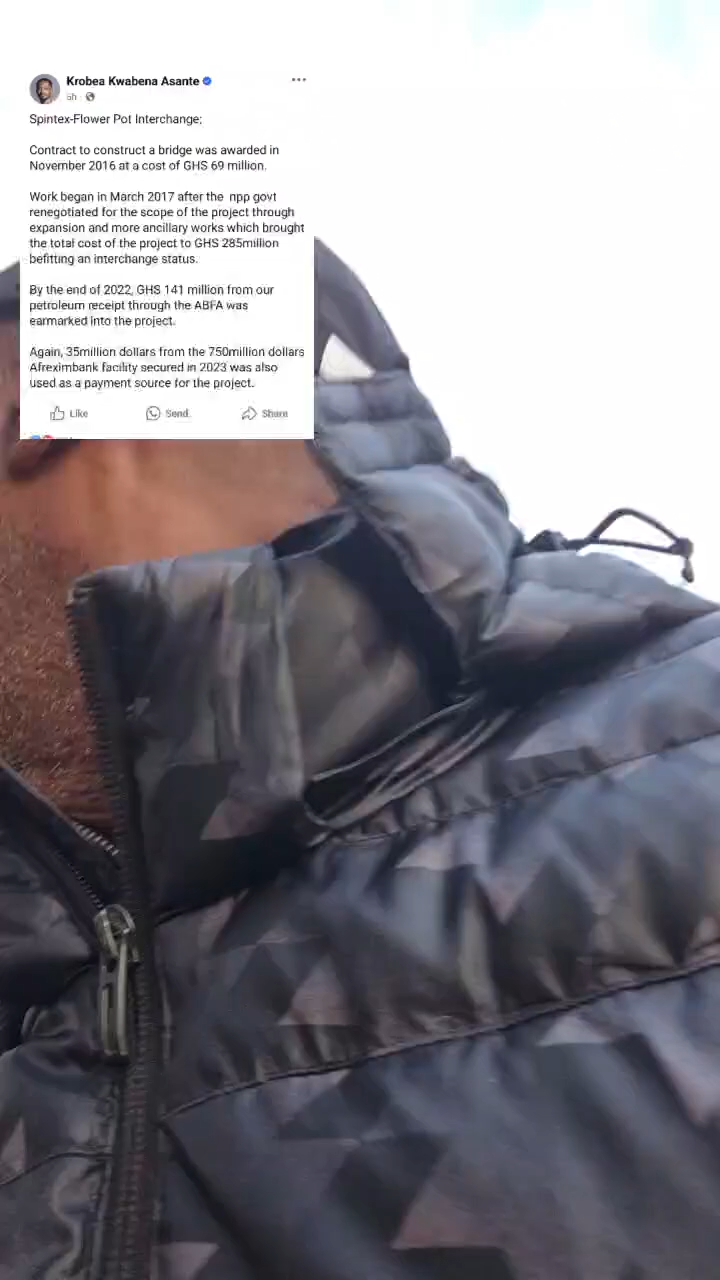 Krobea Kwabena Asante
6h
Spintex-Flower Pot Interchange;
Contract to construct a bridge was awarded in
November 2016 at a cost of GHS 69 million.
Work began in March 2017 after the npp govt
renegotiated for the scope of the project through
expansion and more ancillary works which brought
the total cost of the project to GHS 285million
befitting an interchange status.
By the end of 2022, GHS 141 million from our
petroleum receipt through the ABFA was
earmarked into the project.
Again, 35million dollars from the 750million dollars
Afreximbank facility secured in 2023 was also
used as a payment source for the project.
Like Send Share